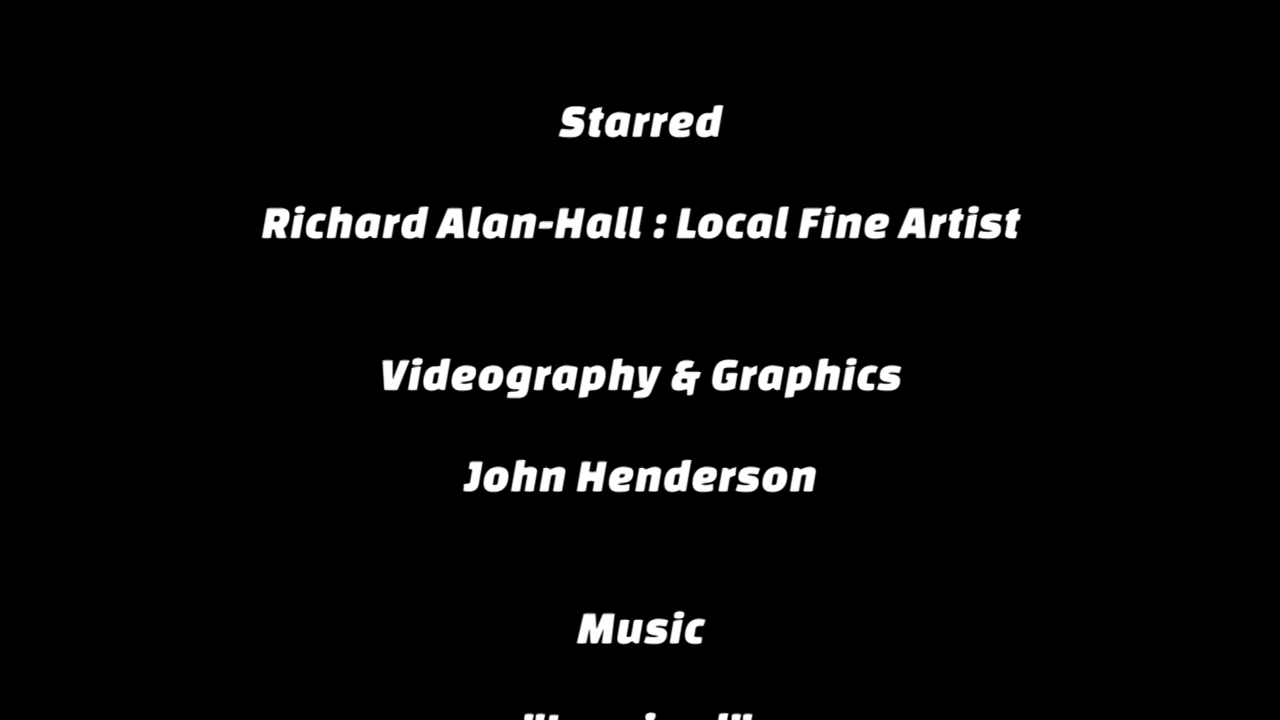 Starred
Richard Alan-Hall : Local Fine Artist
Videography & Graphics
John Henderson
Music